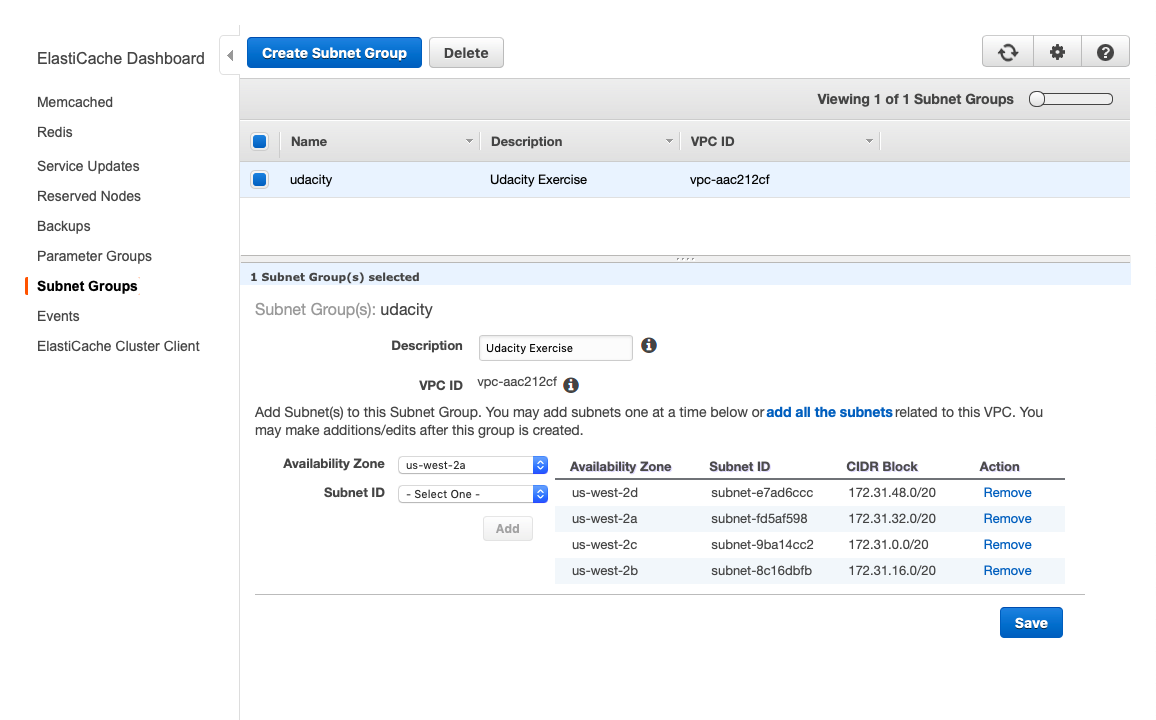 ElastiCache Dashboard
Memcached
Redis
Service Updates
Reserved Nodes
Backups
Parameter Groups
Subnet Groups
Events
ElastiCache Cluster Client
Create Subnet Group Delete
Viewing 1 of 1 Subnet Groups
Name Description VPC ID
udacity Udacity Exercise vpc-aac212cf
1 Subnet Group(s) selected
Subnet Group(s): udacity
Description Udacity Exercise
VPC ID vpc-aac212cf
Add Subnet(s) to this Subnet Group. You may add subnets one at a time below or add all the subnets related to this VPC. You
may make additions/edits after this group is created.
Availability Zone us-west-2a
Subnet ID - Select One -
Add
Availability Zone Subnet ID CIDR Block Action
us-west-2d subnet-e7ad6ccc 172.31.48.0/20 Remove
us-west-2a subnet-fd5af598 172.31.32.0/20 Remove
us-west-2c subnet-9ba14cc2 172.31.0.0/20 Remove
us-west-2b subnet-8c16dbfb 172.31.16.0/20 Remove
Save